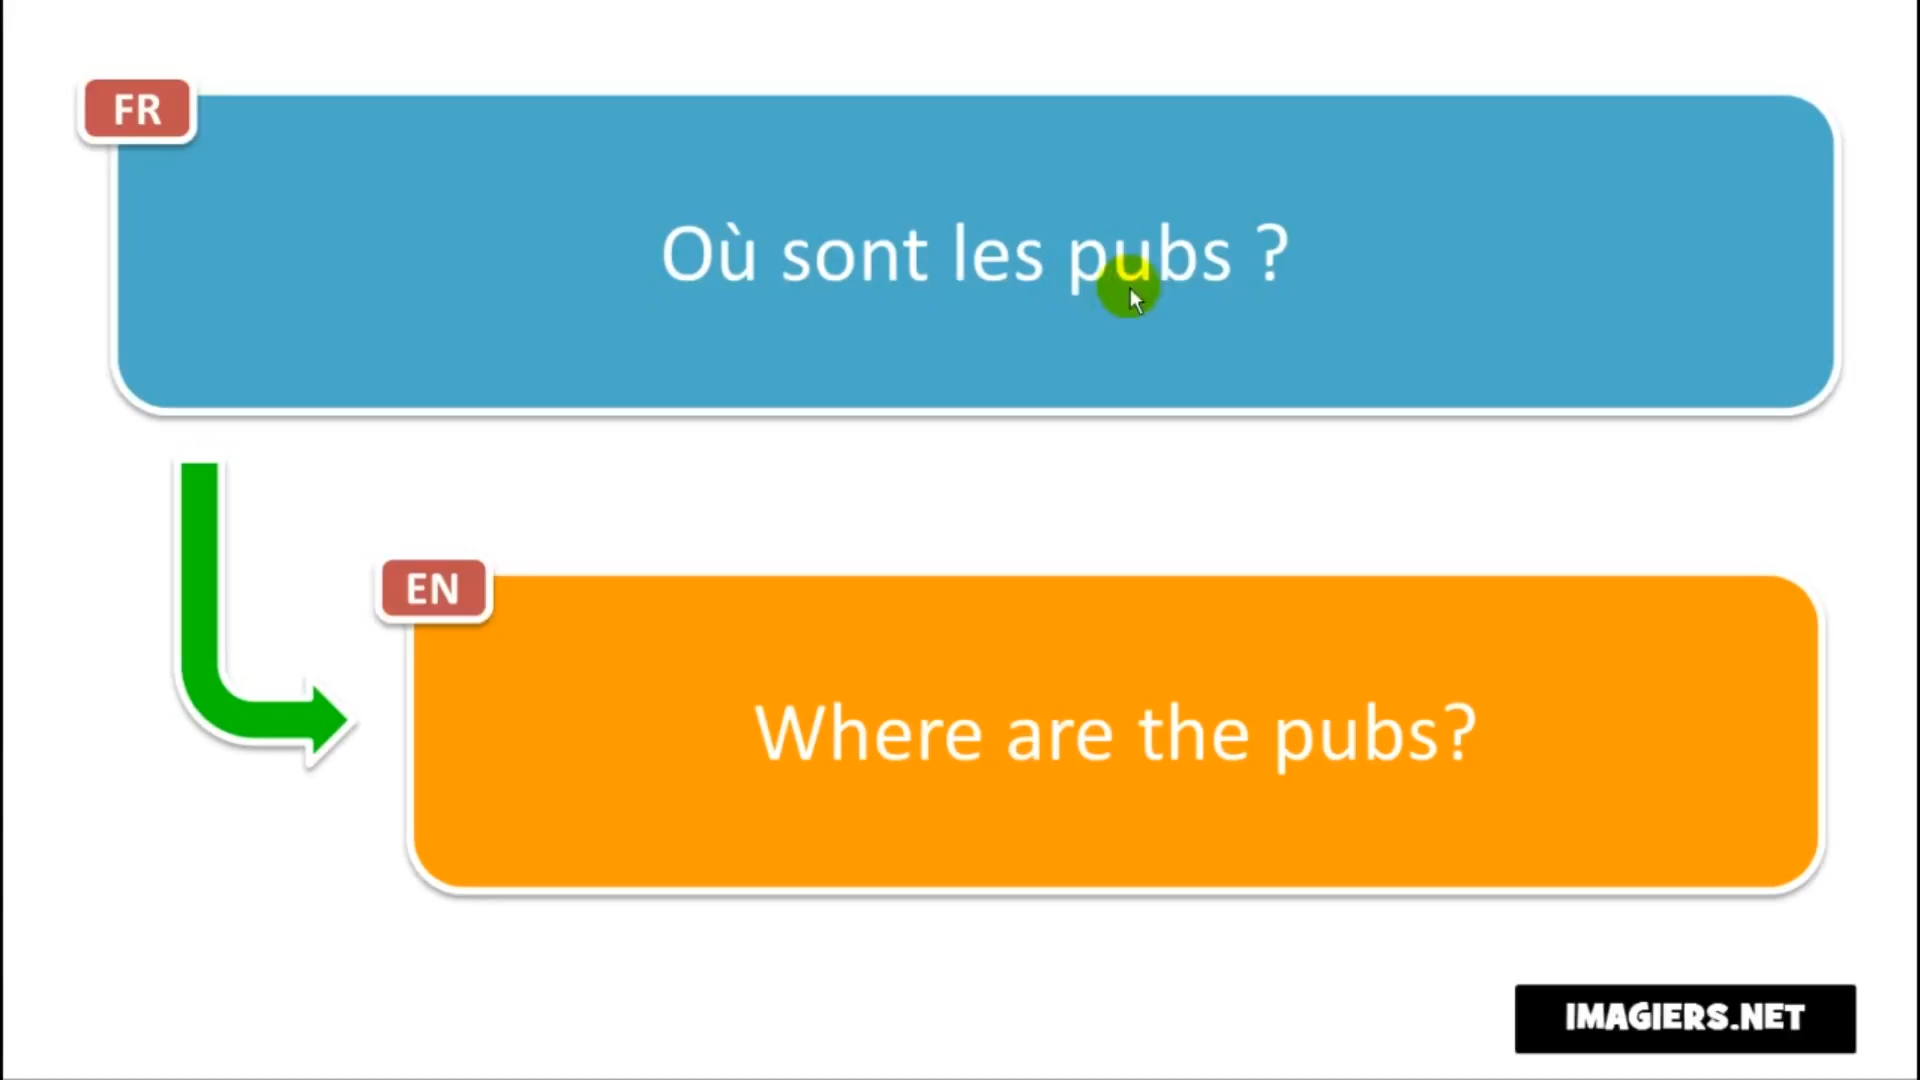 FR
Où sont les pubs ?
EN
Where are the pubs?
IMAGIERS.NET